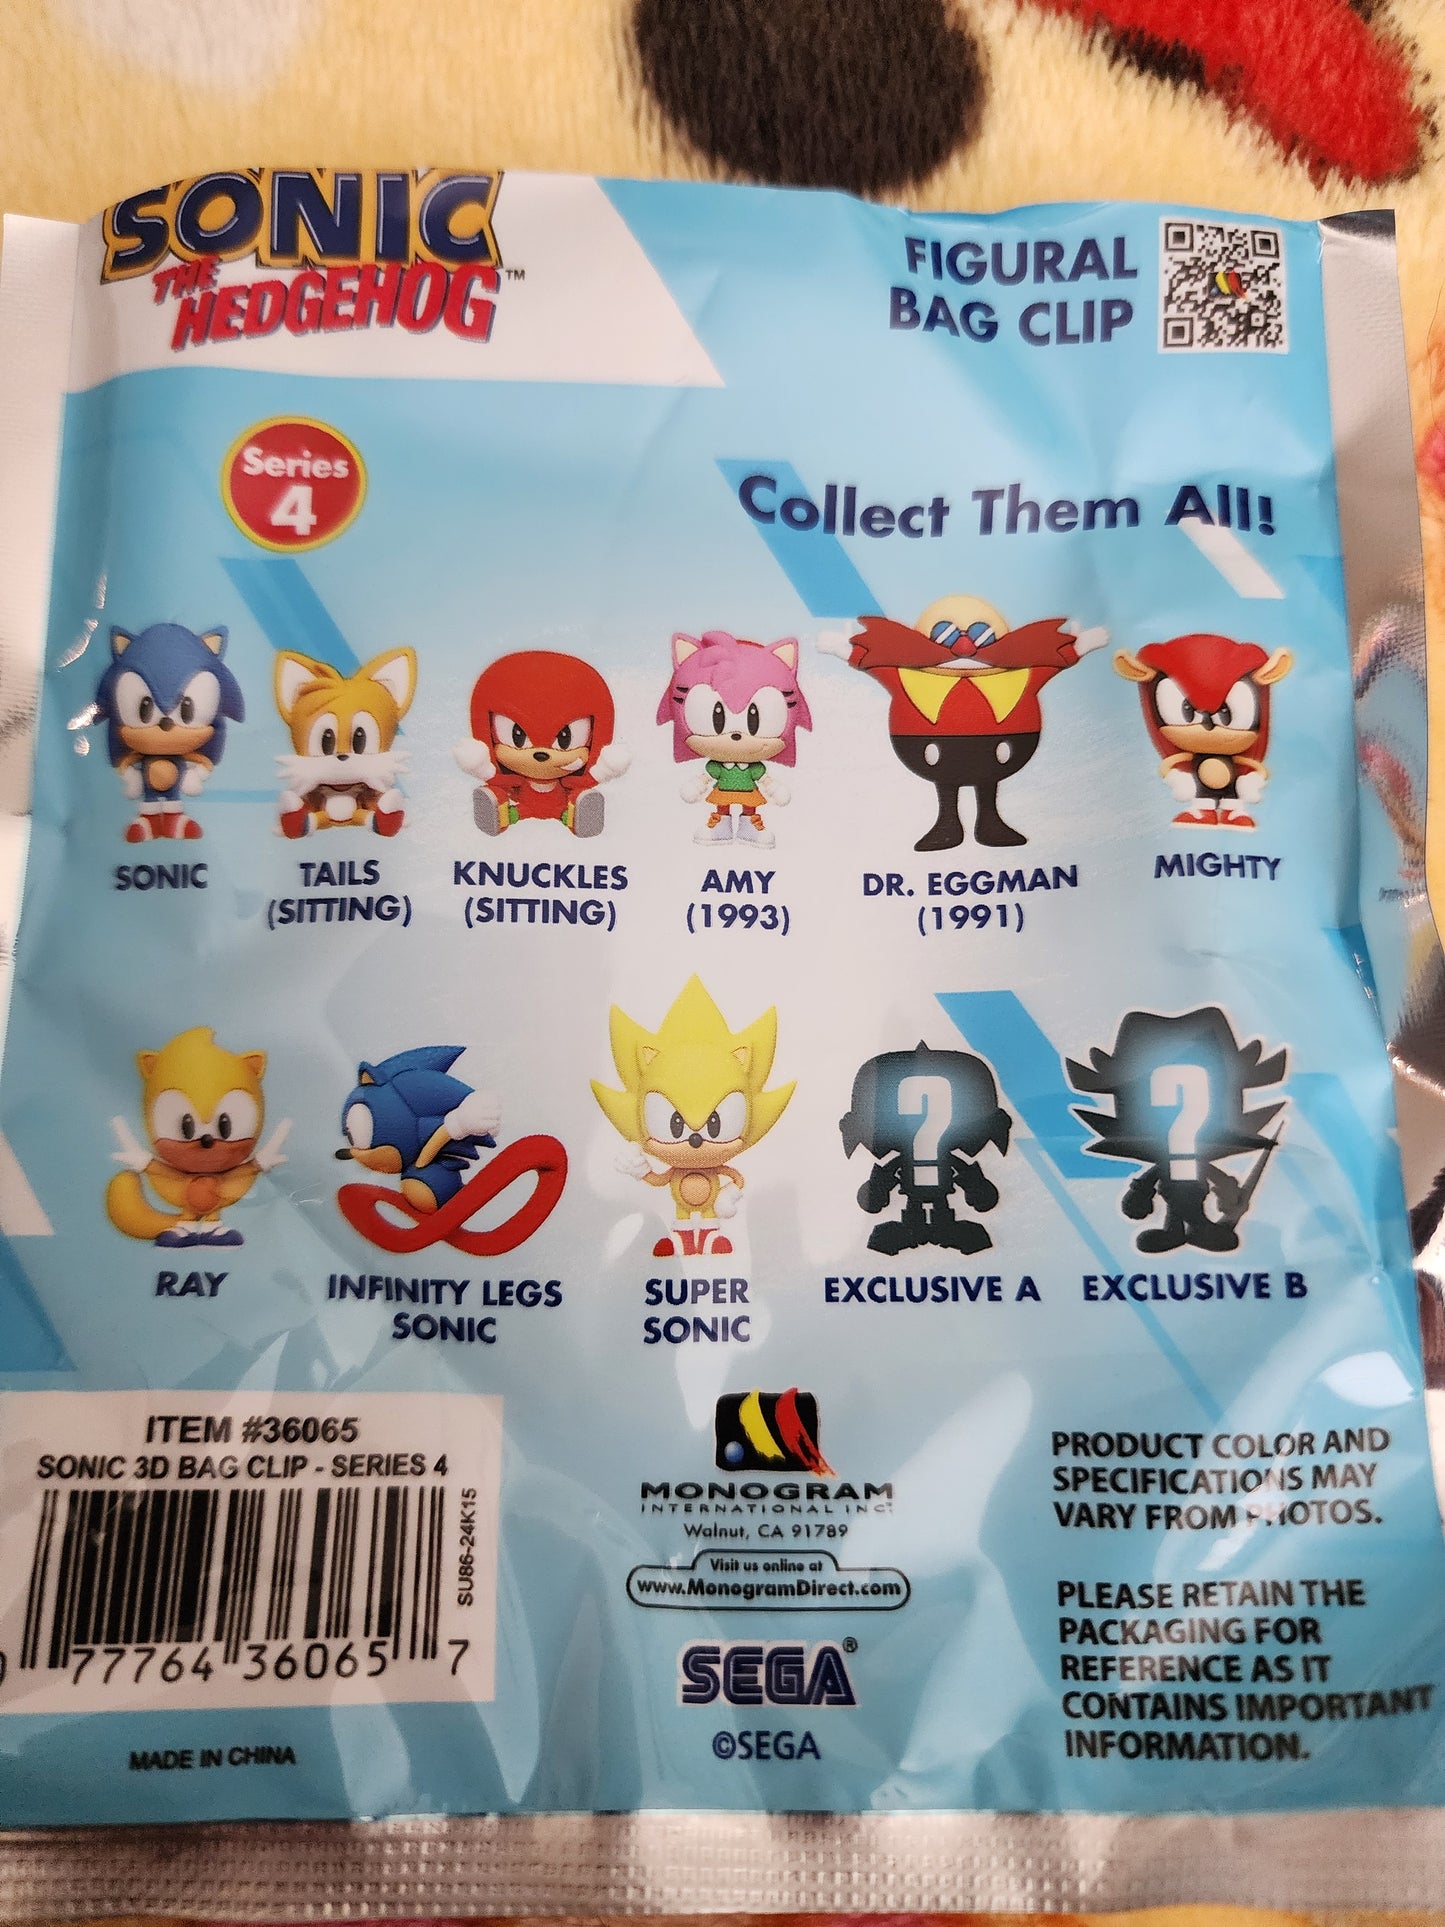 SONIC
THE
HEDGEHOG™
FIGURAL
BAG CLIP
Series
4
Collect Them All!
SONIC
TAILS
(SITTING)
KNUCKLES
(SITTING)
AMY
(1993)
DR. EGGMAN
(1991)
MIGHTY
RAY
INFINITY LEGS
SONIC
SUPER
SONIC
?
EXCLUSIVE A
?
EXCLUSIVE B
ITEM #36065
SONIC 3D BAG CLIP - SERIES 4
SU86-24K15
77764 36065 7
MADE IN CHINA
MONOGRAM
INTERNATIONAL INC.
Walnut, CA 91789
Visit us online at
www.MonogramDirect.com
SEGA®
©SEGA
PRODUCT COLOR AND
SPECIFICATIONS MAY
VARY FROM PHOTOS.
PLEASE RETAIN THE
PACKAGING FOR
REFERENCE AS IT
CONTAINS IMPORTANT
INFORMATION.